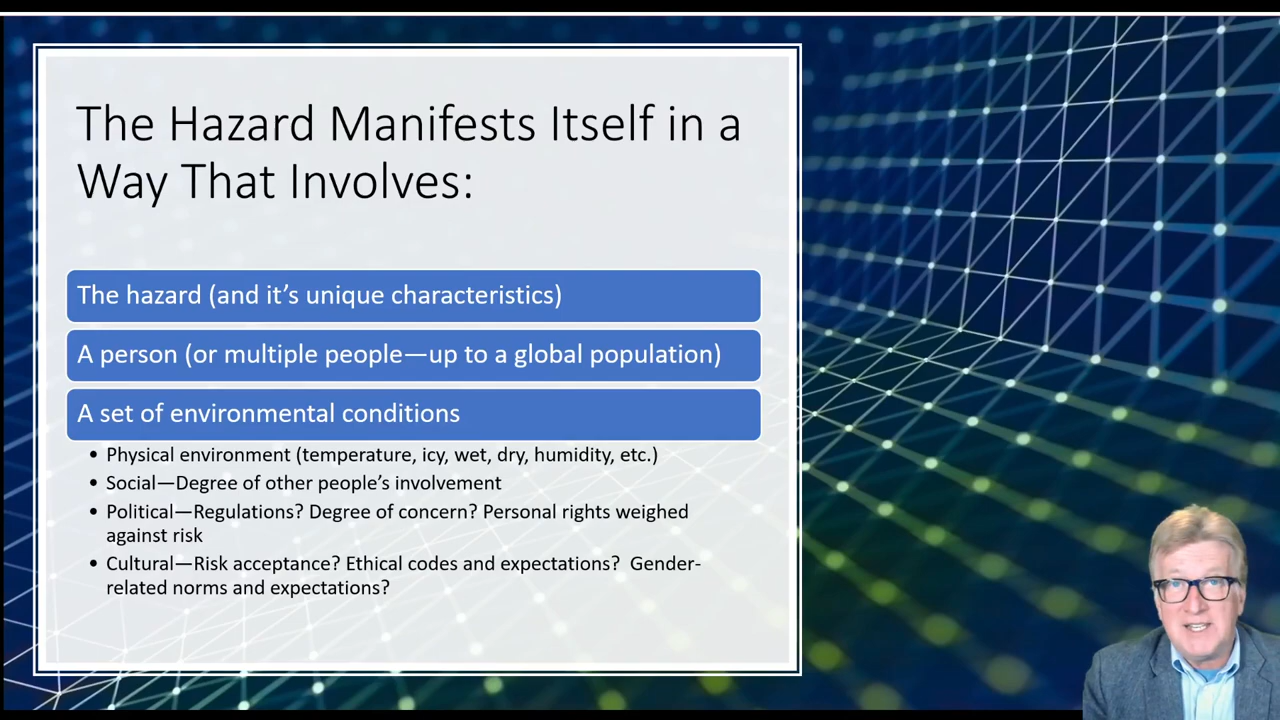 The Hazard Manifests Itself in a
Way That Involves:
The hazard (and it’s unique characteristics)
A person (or multiple people—up to a global population)
A set of environmental conditions
• Physical environment (temperature, icy, wet, dry, humidity, etc.)
• Social—Degree of other people’s involvement
• Political—Regulations? Degree of concern? Personal rights weighed
against risk
• Cultural—Risk acceptance? Ethical codes and expectations?  Gender-
related norms and expectations?